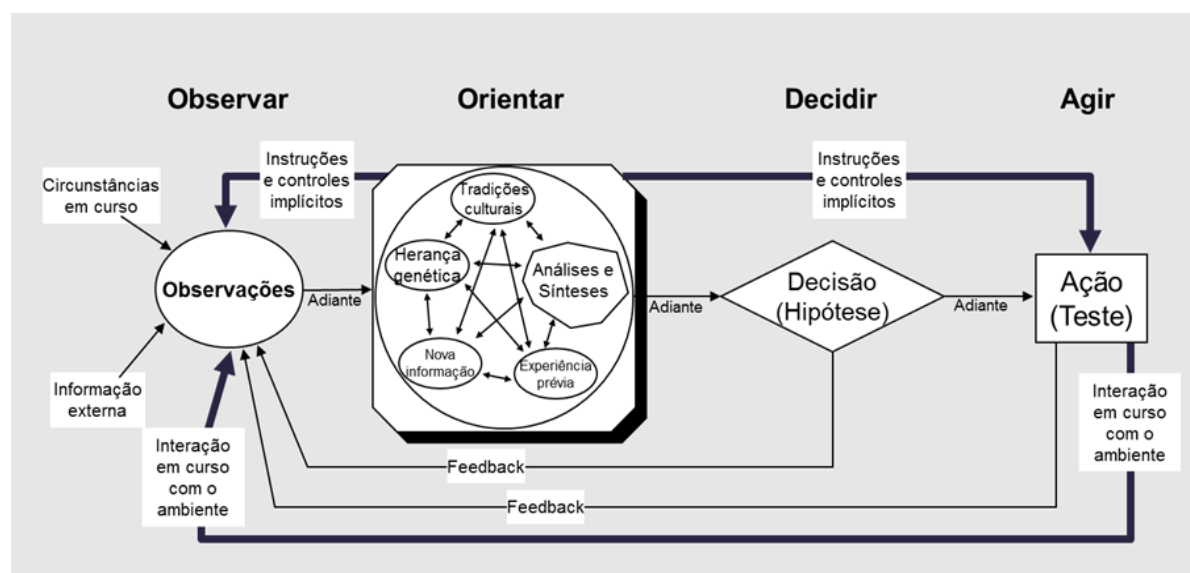 Observar
Orientar
Decidir
Agir
Instruções
e controles
implícitos
Instruções
e controles
implícitos
Circunstâncias
em curso
Tradições
culturais
Herança
genética
Análises e
Sínteses
Observações
Adiante
Decisão
(Hipótese)
Ação
(Teste)
Adiante
Adiante
Nova
informação
Experiência
prévia
Informação
externa
Interação
em curso
com o
ambiente
Interação
em curso
com o
ambiente
Feedback
Feedback